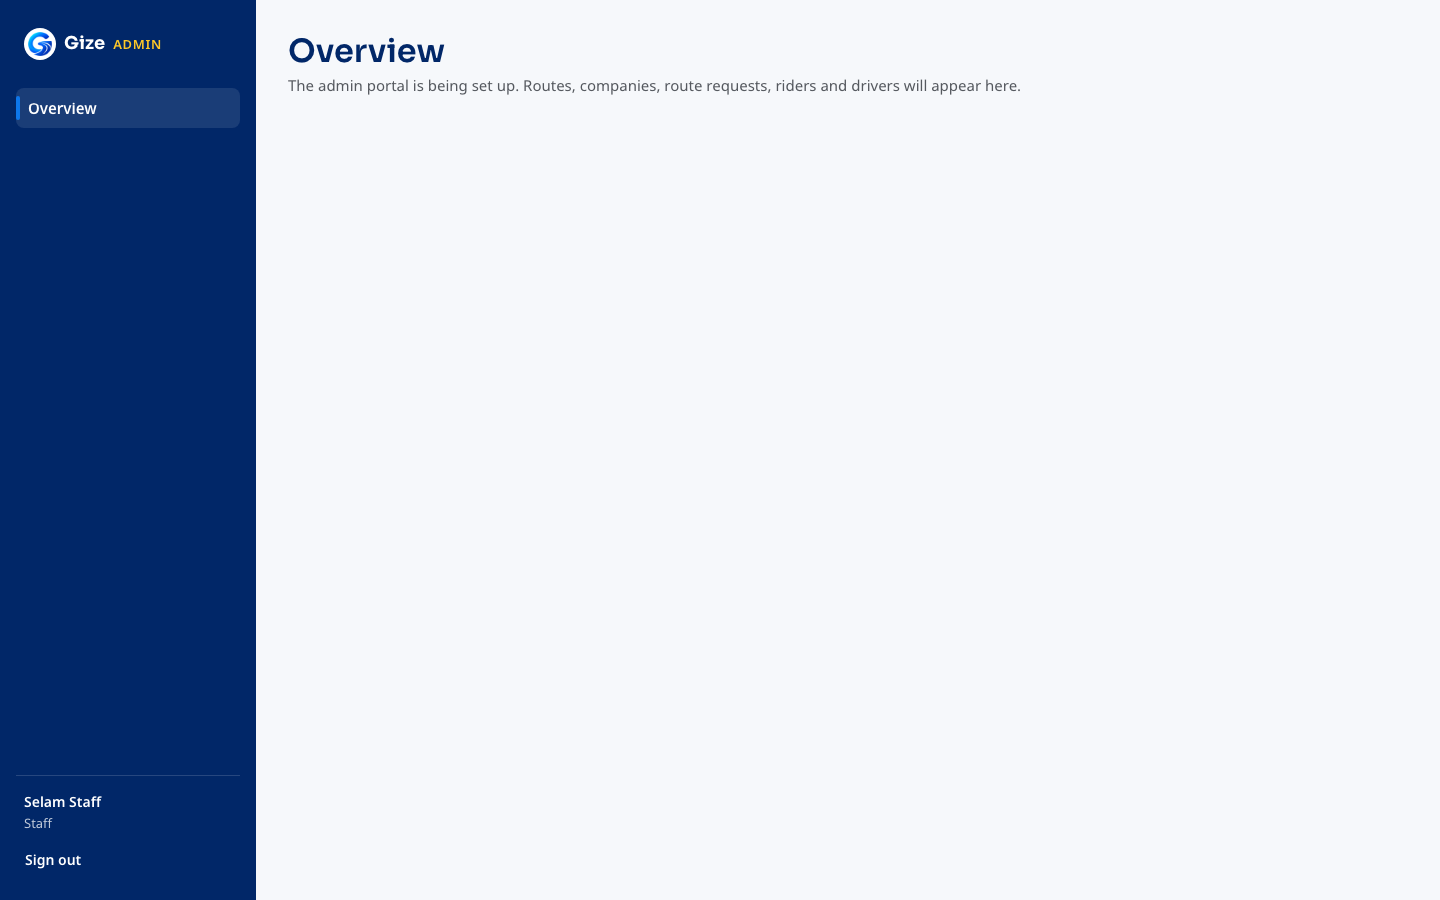 Gize ADMIN
Overview
Overview
The admin portal is being set up. Routes, companies, route requests, riders and drivers will appear here.
Selam Staff
Staff
Sign out